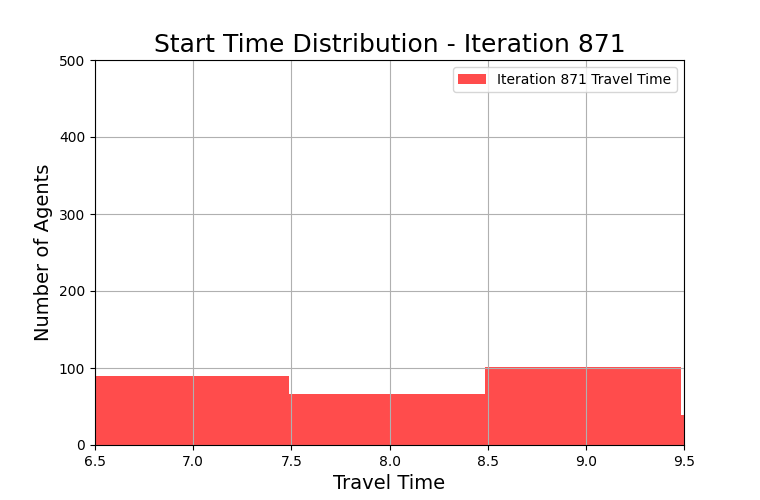 Start Time Distribution - Iteration 871
Iteration 871 Travel Time
Number of Agents
500
400
300
200
100
0
6.5 7.0 7.5 8.0 8.5 9.0 9.5
Travel Time